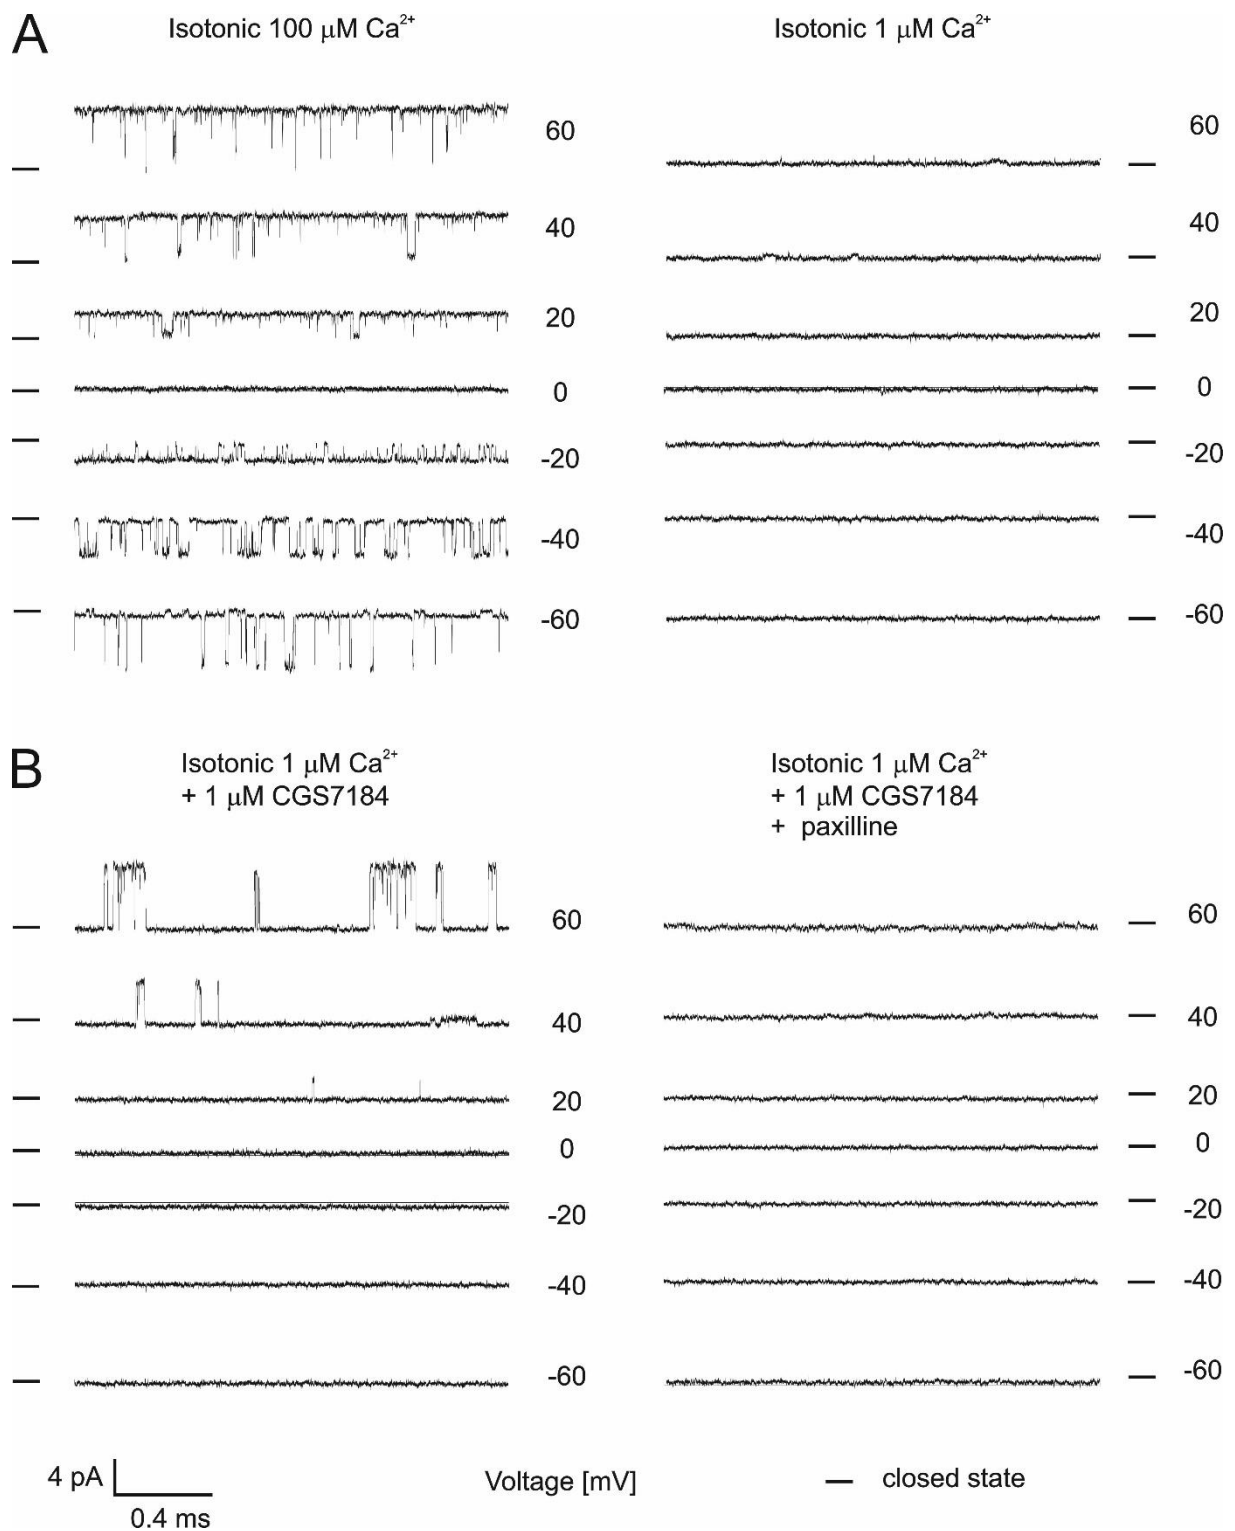 A
Isotonic 100 μM Ca²⁺
Isotonic 1 μM Ca²⁺
60
60
40
40
20
20
0
0
-20
-20
-40
-40
-60
-60
B
Isotonic 1 μM Ca²⁺
+ 1 μM CGS7184
Isotonic 1 μM Ca²⁺
+ 1 μM CGS7184
+ paxilline
60
60
40
40
20
20
0
0
-20
-20
-40
-40
-60
-60
4 pA
0.4 ms
Voltage [mV]
closed state